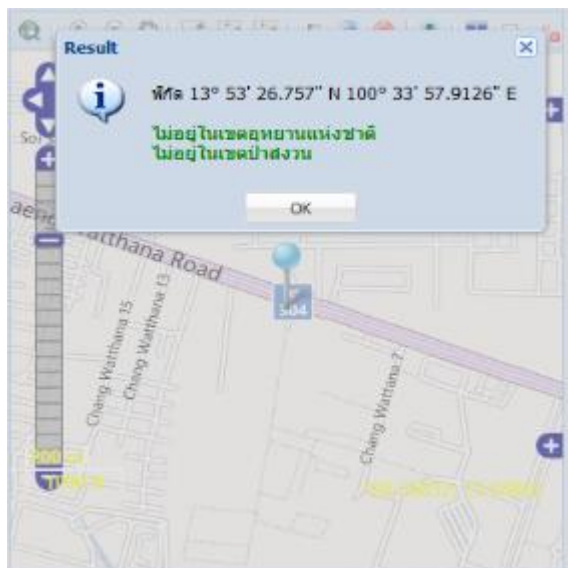 Result
พิกัด 13° 53' 26.757" N 100° 33' 57.9126" E
ไม่อยู่ในเขตอุทยานแห่งชาติ
ไม่อยู่ในเขตป่าสงวน
OK
Watthana Road
304
Chang Watthana 15
Chang Watthana 13
Chang Wattana 7